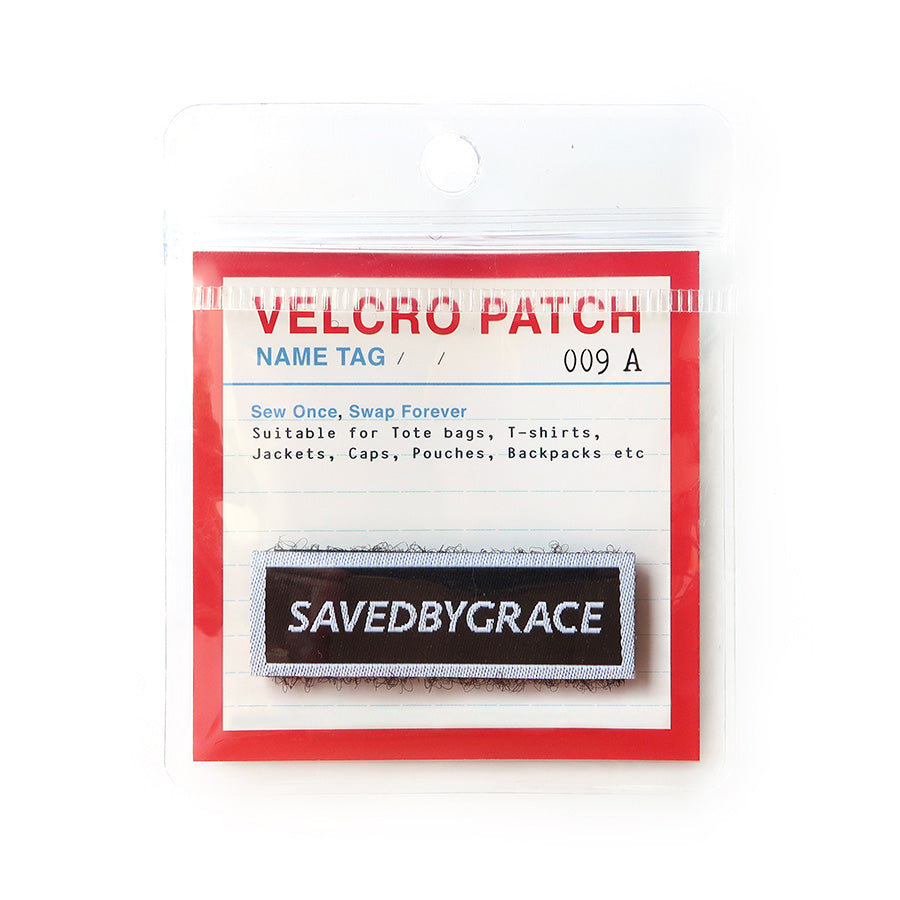 VELCRO PATCH
NAME TAG / / 009 A
Sew Once, Swap Forever
Suitable for Tote bags, T-shirts,
Jackets, Caps, Pouches, Backpacks etc
SAVEDBYGRACE